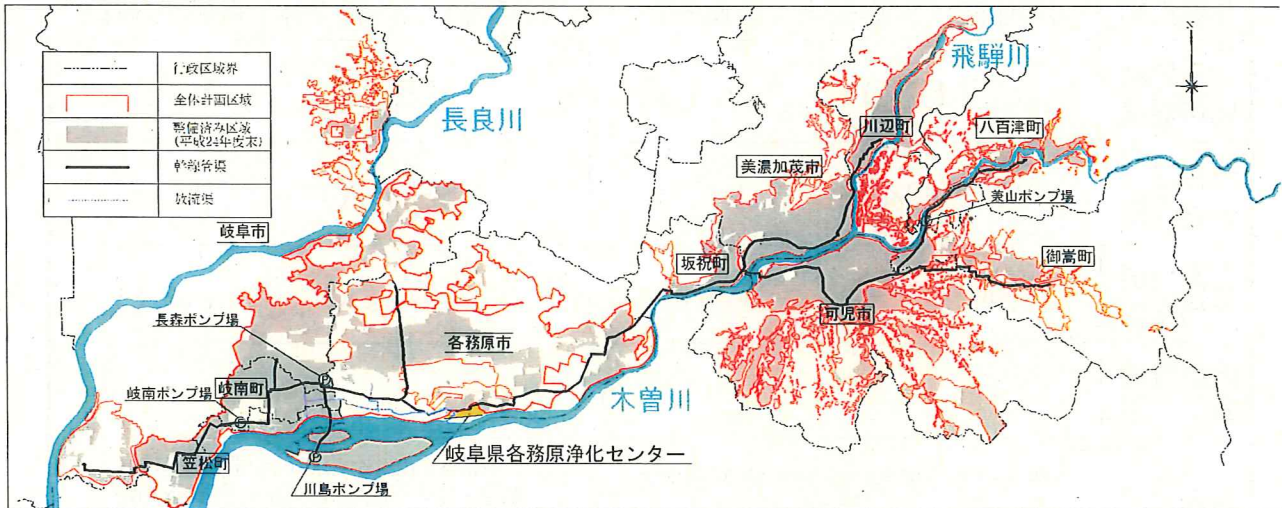 行政区域界
全体計画区域
整備済み区域
(平成24年度末)
幹線管渠
放流渠
N
飛騨川
長良川
川辺町
八百津町
美濃加茂市
兼山ポンプ場
岐阜市
坂祝町
御嵩町
長森ポンプ場
可児市
各務原市
岐南ポンプ場
岐南町
木曽川
岐阜県各務原浄化センター
笠松町
川島ポンプ場
P
P
P